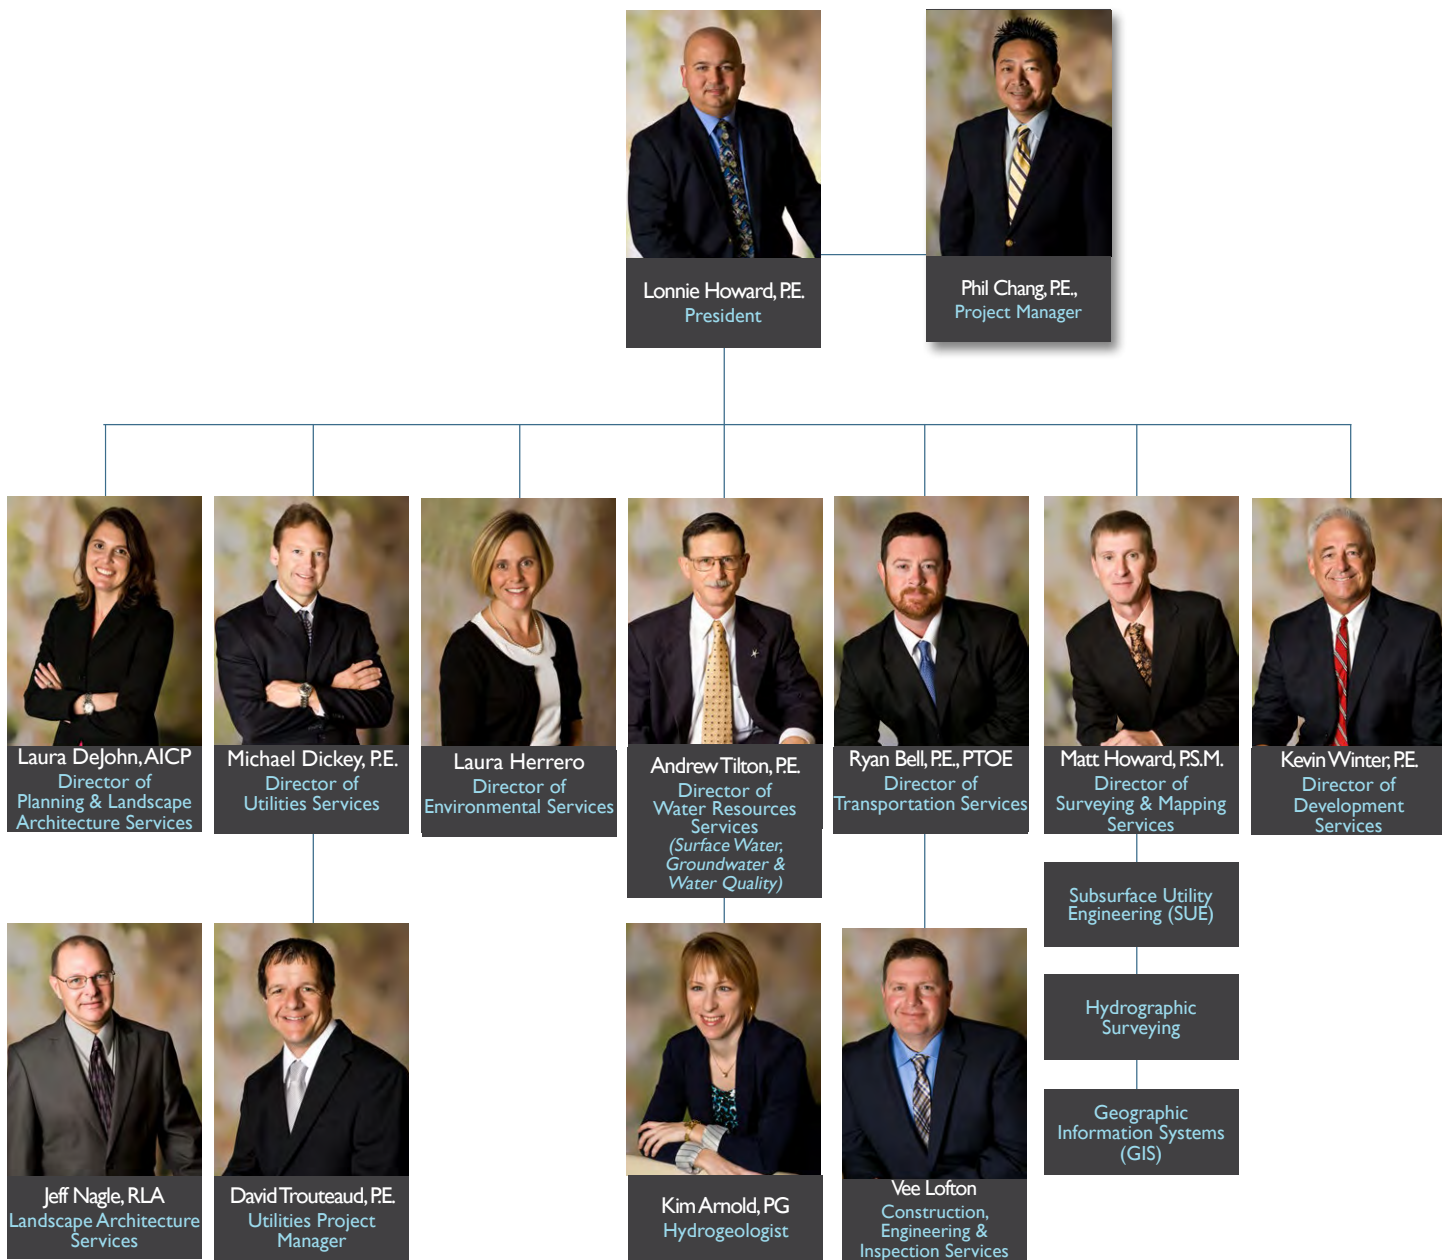 Lonnie Howard, P.E.
President
Phil Chang, P.E.,
Project Manager
Laura DeJohn, AICP
Director of
Planning & Landscape
Architecture Services
Michael Dickey, P.E.
Director of
Utilities Services
Laura Herrero
Director of
Environmental Services
Andrew Tilton, P.E.
Director of
Water Resources
Services
(Surface Water,
Groundwater &
Water Quality)
Ryan Bell, P.E., PTOE
Director of
Transportation Services
Matt Howard, P.S.M.
Director of
Surveying & Mapping
Services
Kevin Winter, P.E.
Director of
Development
Services
Subsurface Utility
Engineering (SUE)
Hydrographic
Surveying
Geographic
Information Systems
(GIS)
Jeff Nagle, RLA
Landscape Architecture
Services
David Trouteaud, P.E.
Utilities Project
Manager
Kim Arnold, PG
Hydrogeologist
Vee Lofton
Construction,
Engineering &
Inspection Services